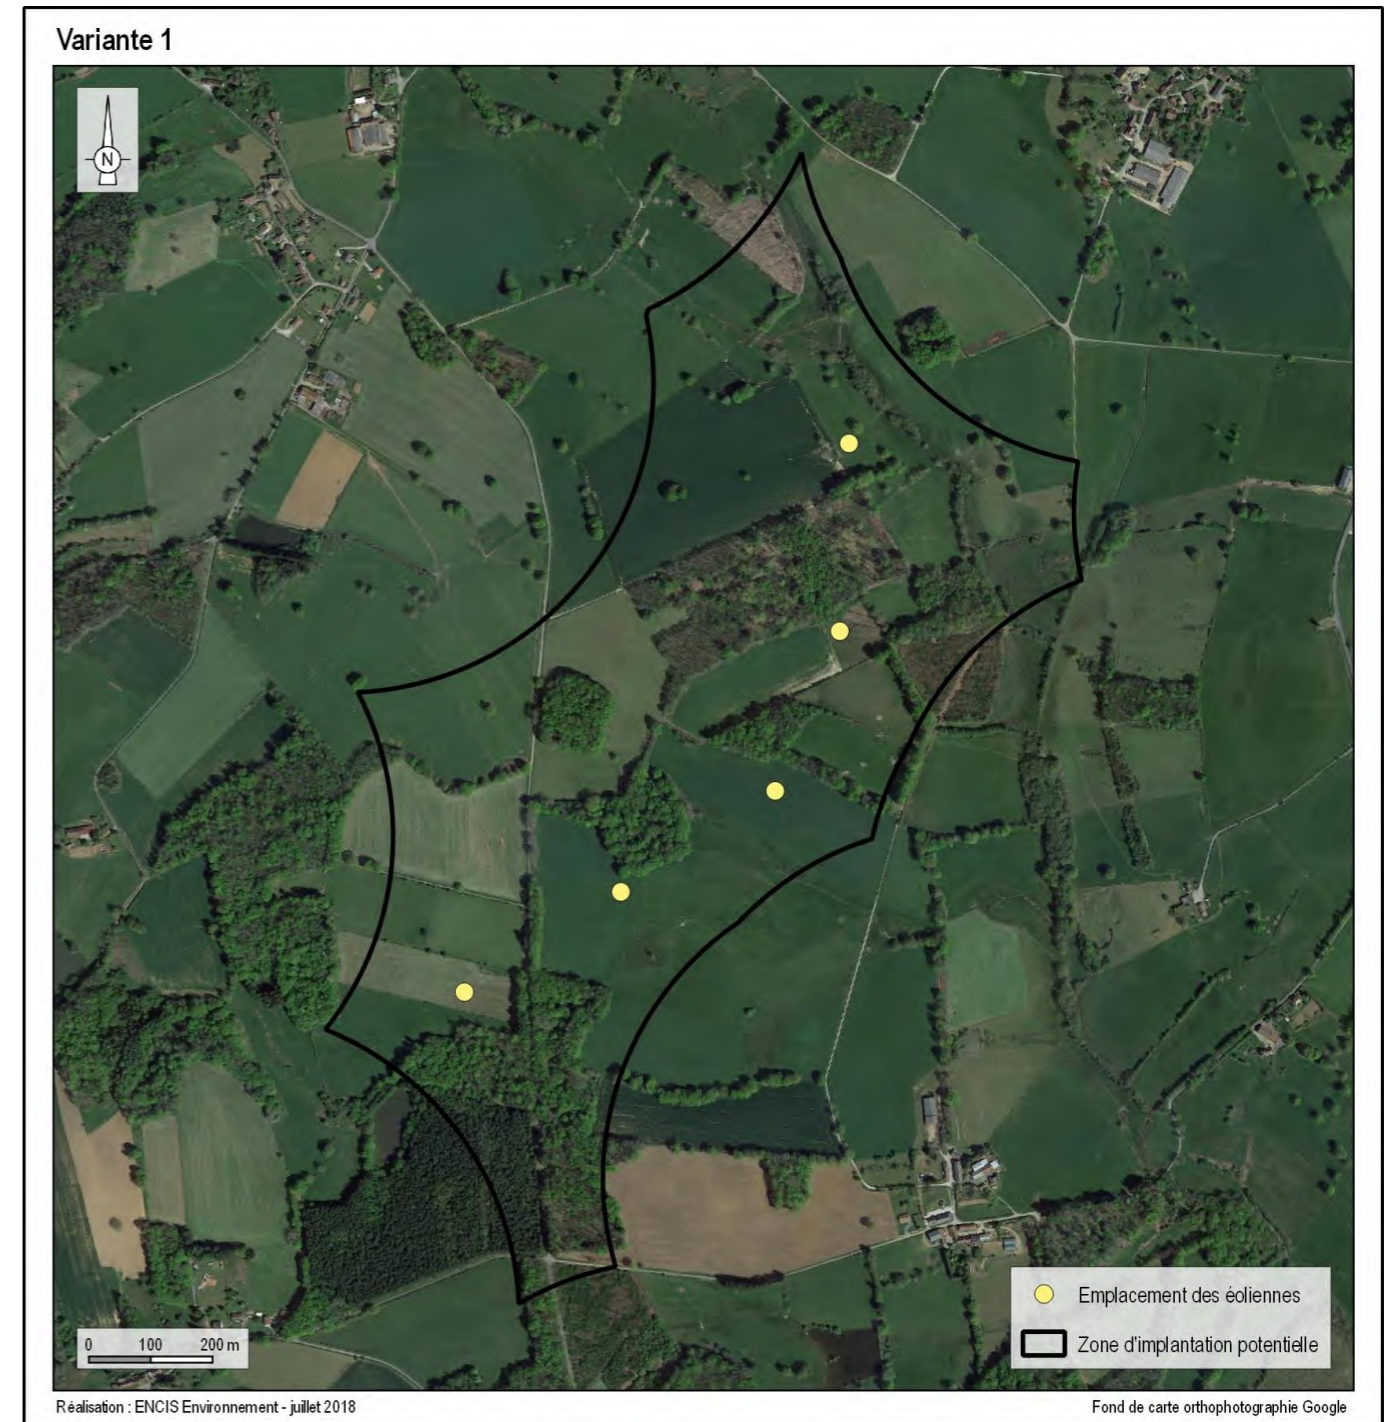 Variante 1
N
0 100 200 m
Emplacement des éoliennes
Zone d'implantation potentielle
Réalisation : ENCIS Environnement - juillet 2018
Fond de carte orthophotographie Google